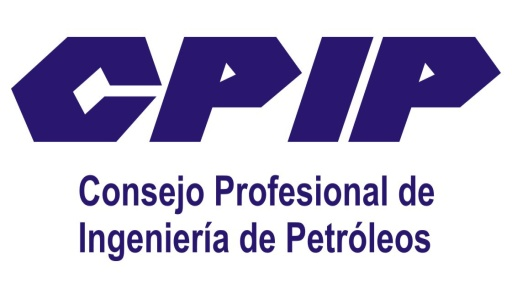 CPIP
Consejo Profesional de
Ingeniería de Petróleos